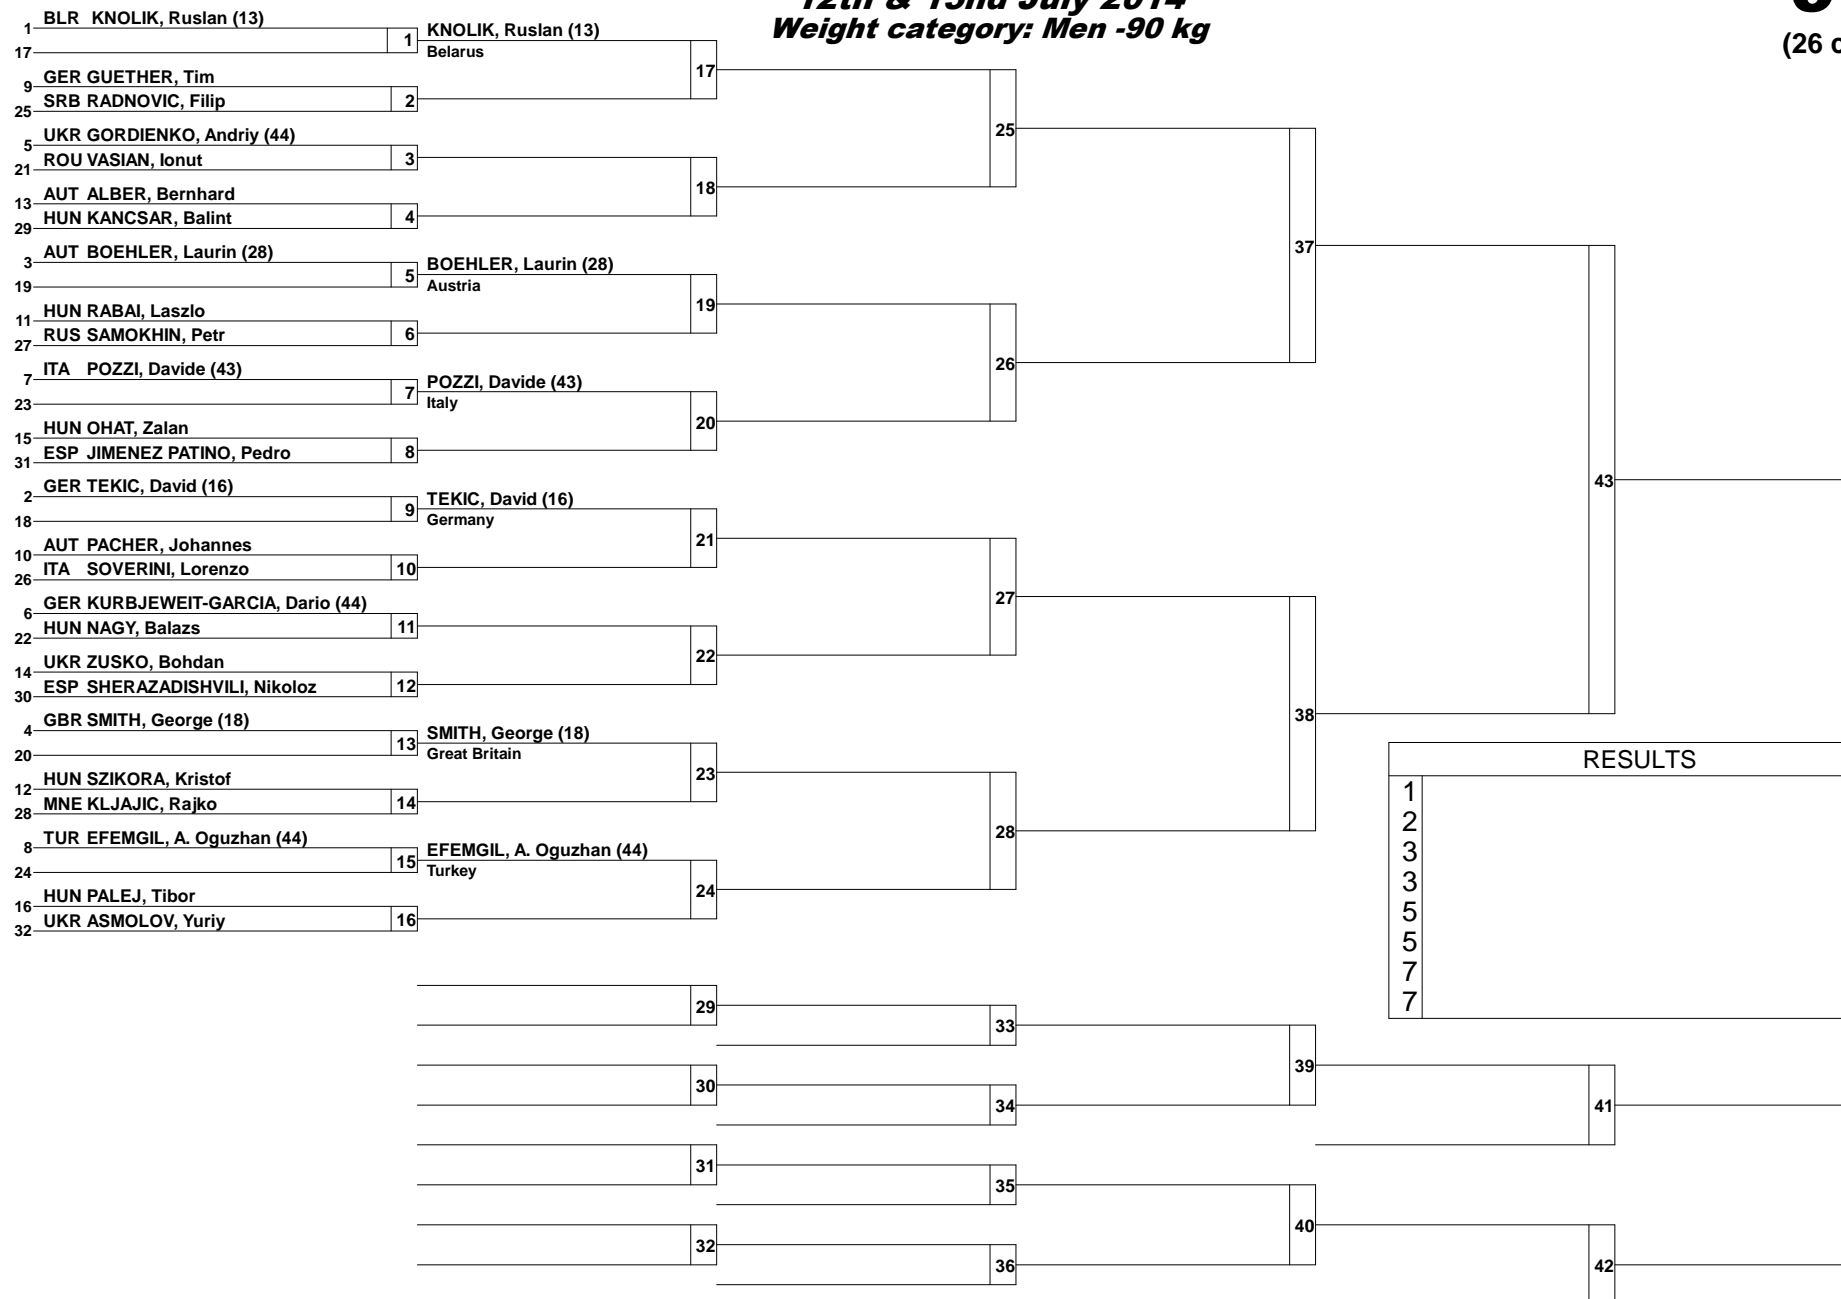 12th & 13nd July 2014
Weight category: Men -90 kg
(26 c
1 BLR KNOLIK, Ruslan (13)
17
1 KNOLIK, Ruslan (13)
Belarus
9 GER GUETHER, Tim
25 SRB RADNOVIC, Filip
2
17
5 UKR GORDIENKO, Andriy (44)
21 ROU VASIAN, Ionut
3
13 AUT ALBER, Bernhard
29 HUN KANCSAR, Balint
4
18
25
3 AUT BOEHLER, Laurin (28)
19
5 BOEHLER, Laurin (28)
Austria
11 HUN RABAI, Laszlo
27 RUS SAMOKHIN, Petr
6
19
7 ITA POZZI, Davide (43)
23
7 POZZI, Davide (43)
Italy
15 HUN OHAT, Zalan
31 ESP JIMENEZ PATINO, Pedro
8
20
26
37
2 GER TEKIC, David (16)
18
9 TEKIC, David (16)
Germany
10 AUT PACHER, Johannes
26 ITA SOVERINI, Lorenzo
10
21
6 GER KURBJEWEIT-GARCIA, Dario (44)
22 HUN NAGY, Balazs
11
14 UKR ZUSKO, Bohdan
30 ESP SHERAZADISHVILI, Nikoloz
12
22
27
4 GBR SMITH, George (18)
20
13 SMITH, George (18)
Great Britain
12 HUN SZIKORA, Kristof
28 MNE KLJAJIC, Rajko
14
23
8 TUR EFEMGIL, A. Oguzhan (44)
24
15 EFEMGIL, A. Oguzhan (44)
Turkey
16 HUN PALEJ, Tibor
32 UKR ASMOLOV, Yuriy
16
24
28
38
43
RESULTS
1
2
3
3
5
5
7
7
29
33
30
34
39
41
31
35
32
36
40
42